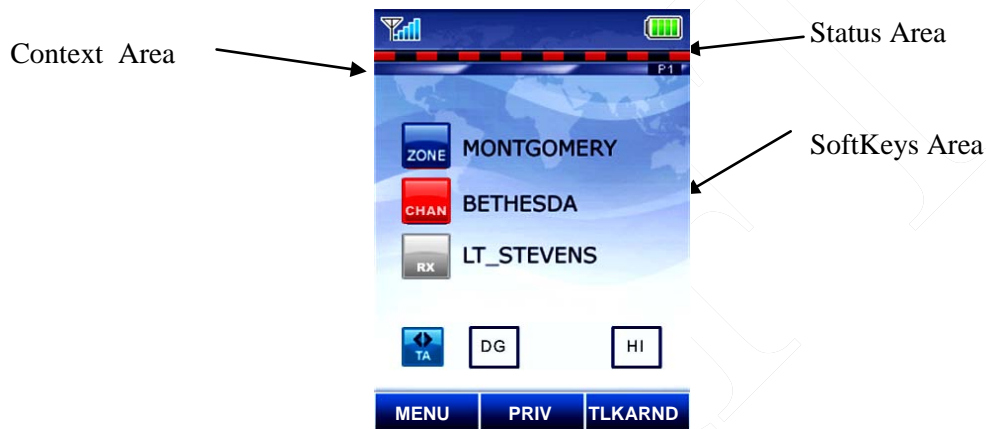 Context Area
Status Area
P1
SoftKeys Area
ZONE MONTGOMERY
CHAN BETHESDA
RX LT_STEVENS
TA DG HI
MENU PRIV TLKARND